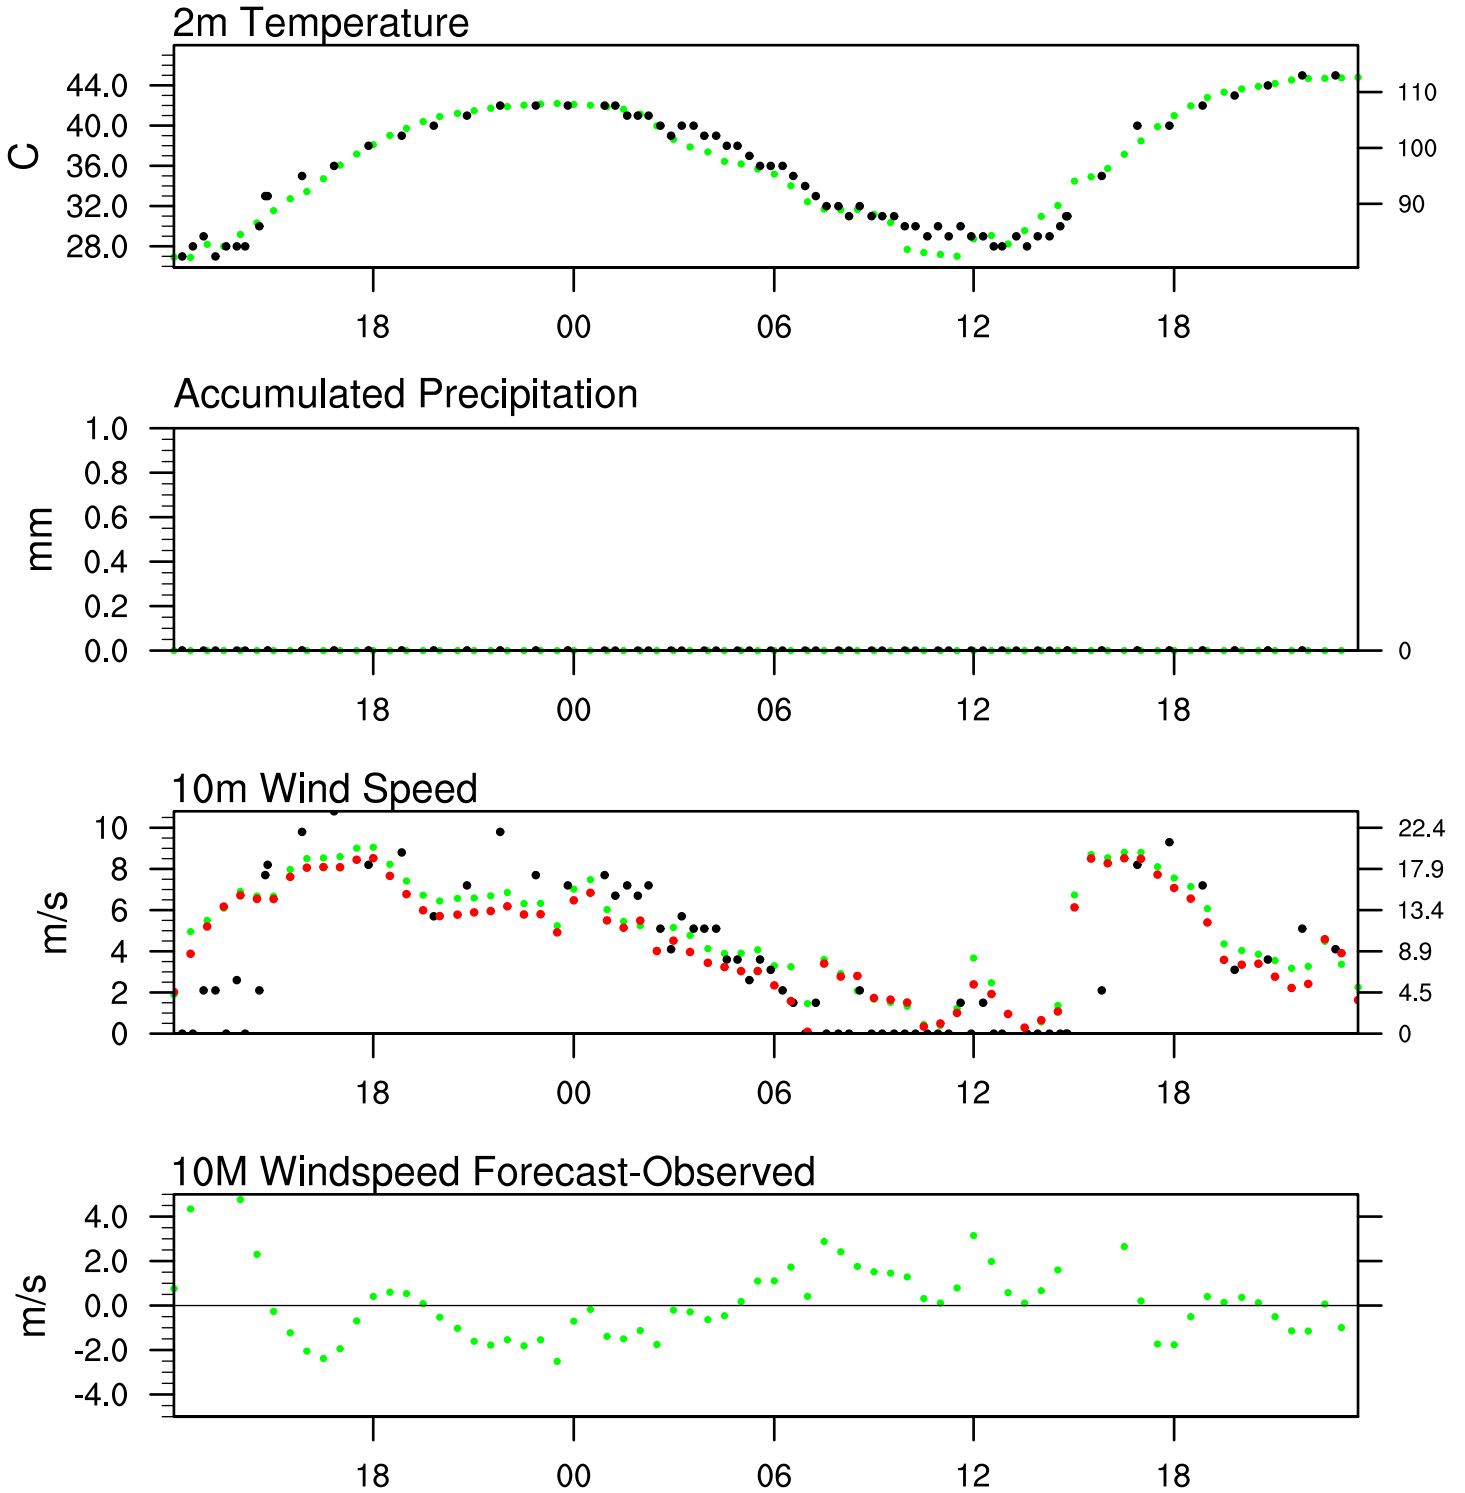 2m Temperature
44.0
40.0
36.0
32.0
28.0
C
110
100
90
18 00 06 12 18
Accumulated Precipitation
1.0
0.8
0.6
0.4
0.2
0.0
mm
0
18 00 06 12 18
10m Wind Speed
10
8
6
4
2
0
m/s
22.4
17.9
13.4
8.9
4.5
0
18 00 06 12 18
10M Windspeed Forecast-Observed
4.0
2.0
0.0
-2.0
-4.0
m/s
18 00 06 12 18